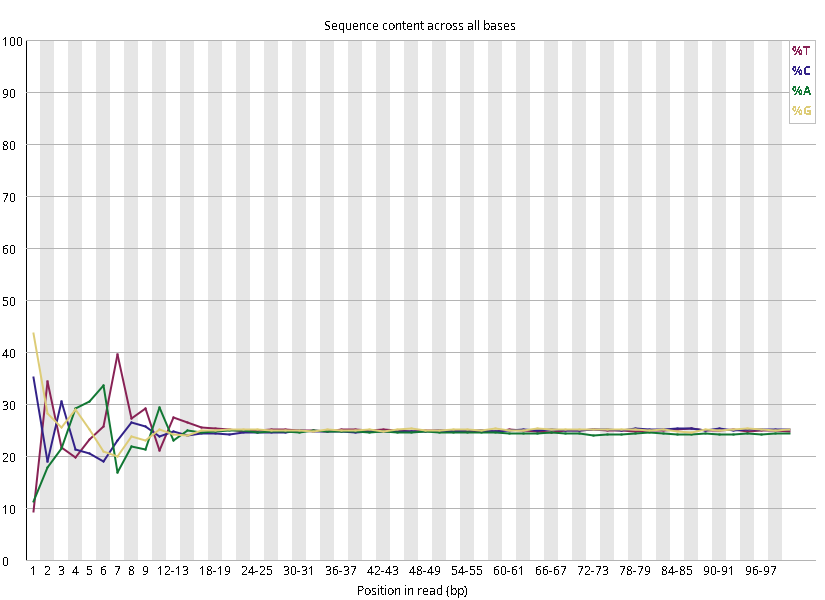 Sequence content across all bases
100
90
80
70
60
50
40
30
20
10
0
%T
%C
%A
%G
1 2 3 4 5 6 7 8 9 12-13 18-19 24-25 30-31 36-37 42-43 48-49 54-55 60-61 66-67 72-73 78-79 84-85 90-91 96-97
Position in read (bp)